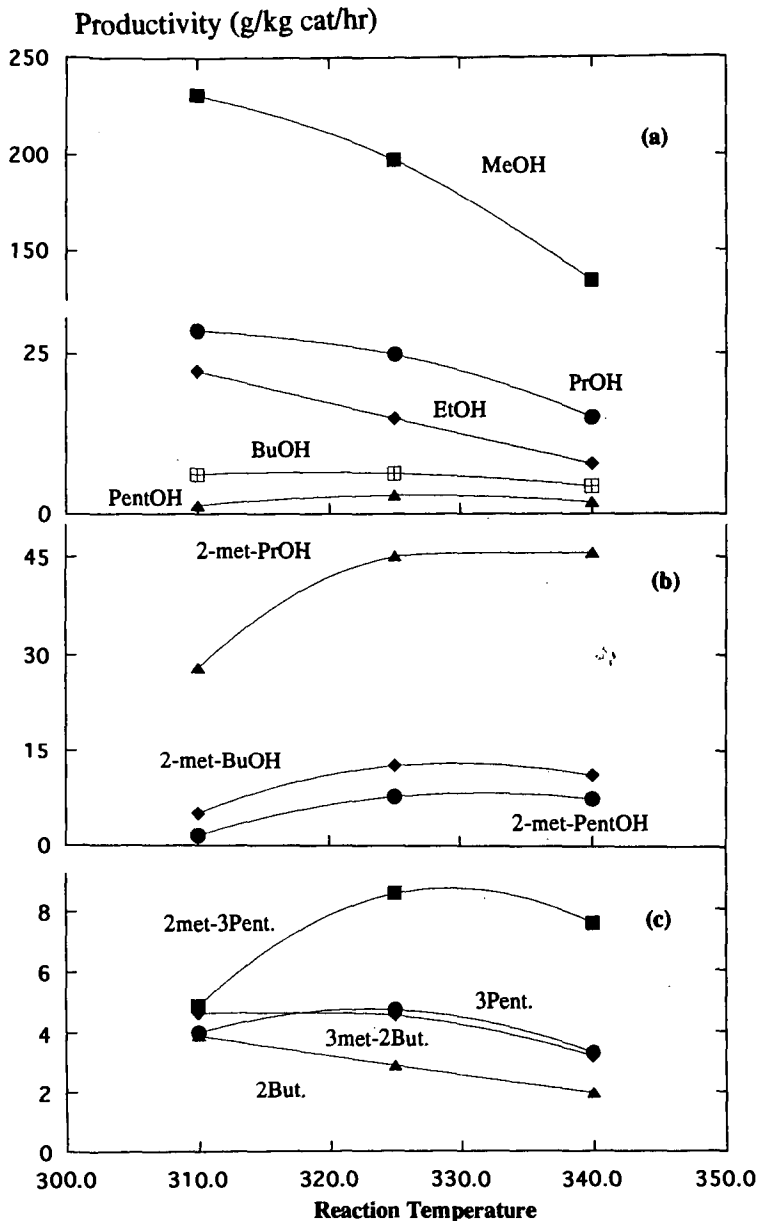 Productivity (g/kg cat/hr)
250
(a)
MeOH
200
150
25
PrOH
EtOH
BuOH
PentOH
0
2-met-PrOH
45
(b)
30
15
2-met-BuOH
2-met-PentOH
0
8
2met-3Pent.
(c)
6
3Pent.
4
3met-2But.
2
2But.
0
300.0 310.0 320.0 330.0 340.0 350.0
Reaction Temperature